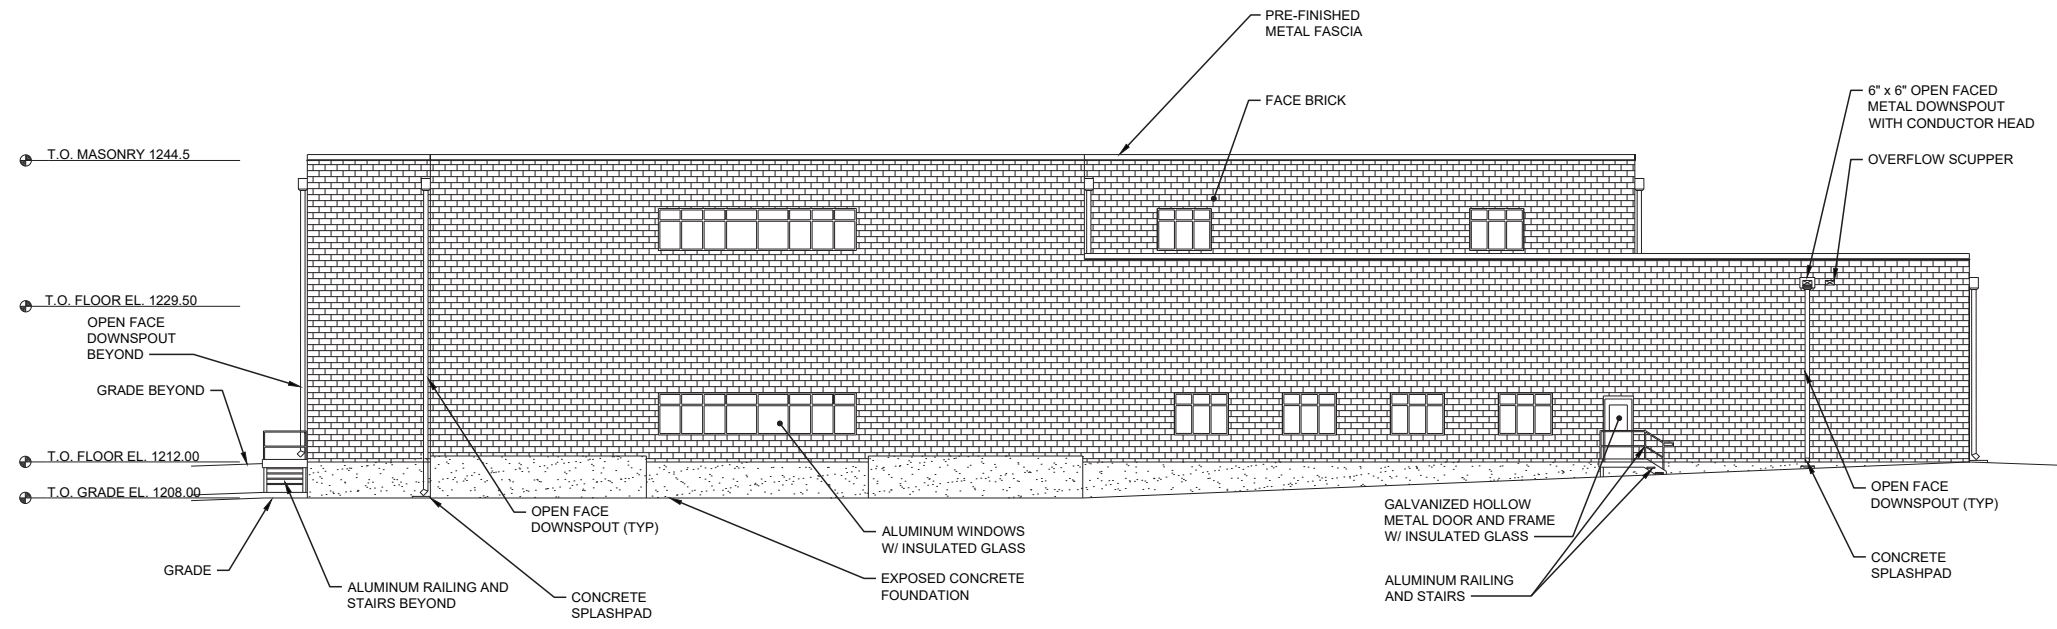 PRE-FINISHED
METAL FASCIA
FACE BRICK
6" x 6" OPEN FACED
METAL DOWNSPOUT
WITH CONDUCTOR HEAD
OVERFLOW SCUPPER
T.O. MASONRY 1244.5
T.O. FLOOR EL. 1229.50
OPEN FACE
DOWNSPOUT
BEYOND
GRADE BEYOND
T.O. FLOOR EL. 1212.00
T.O. GRADE EL. 1208.00
GRADE
ALUMINUM RAILING AND
STAIRS BEYOND
OPEN FACE
DOWNSPOUT (TYP)
CONCRETE
SPLASHPAD
ALUMINUM WINDOWS
W/ INSULATED GLASS
EXPOSED CONCRETE
FOUNDATION
GALVANIZED HOLLOW
METAL DOOR AND FRAME
W/ INSULATED GLASS
ALUMINUM RAILING
AND STAIRS
OPEN FACE
DOWNSPOUT (TYP)
CONCRETE
SPLASHPAD